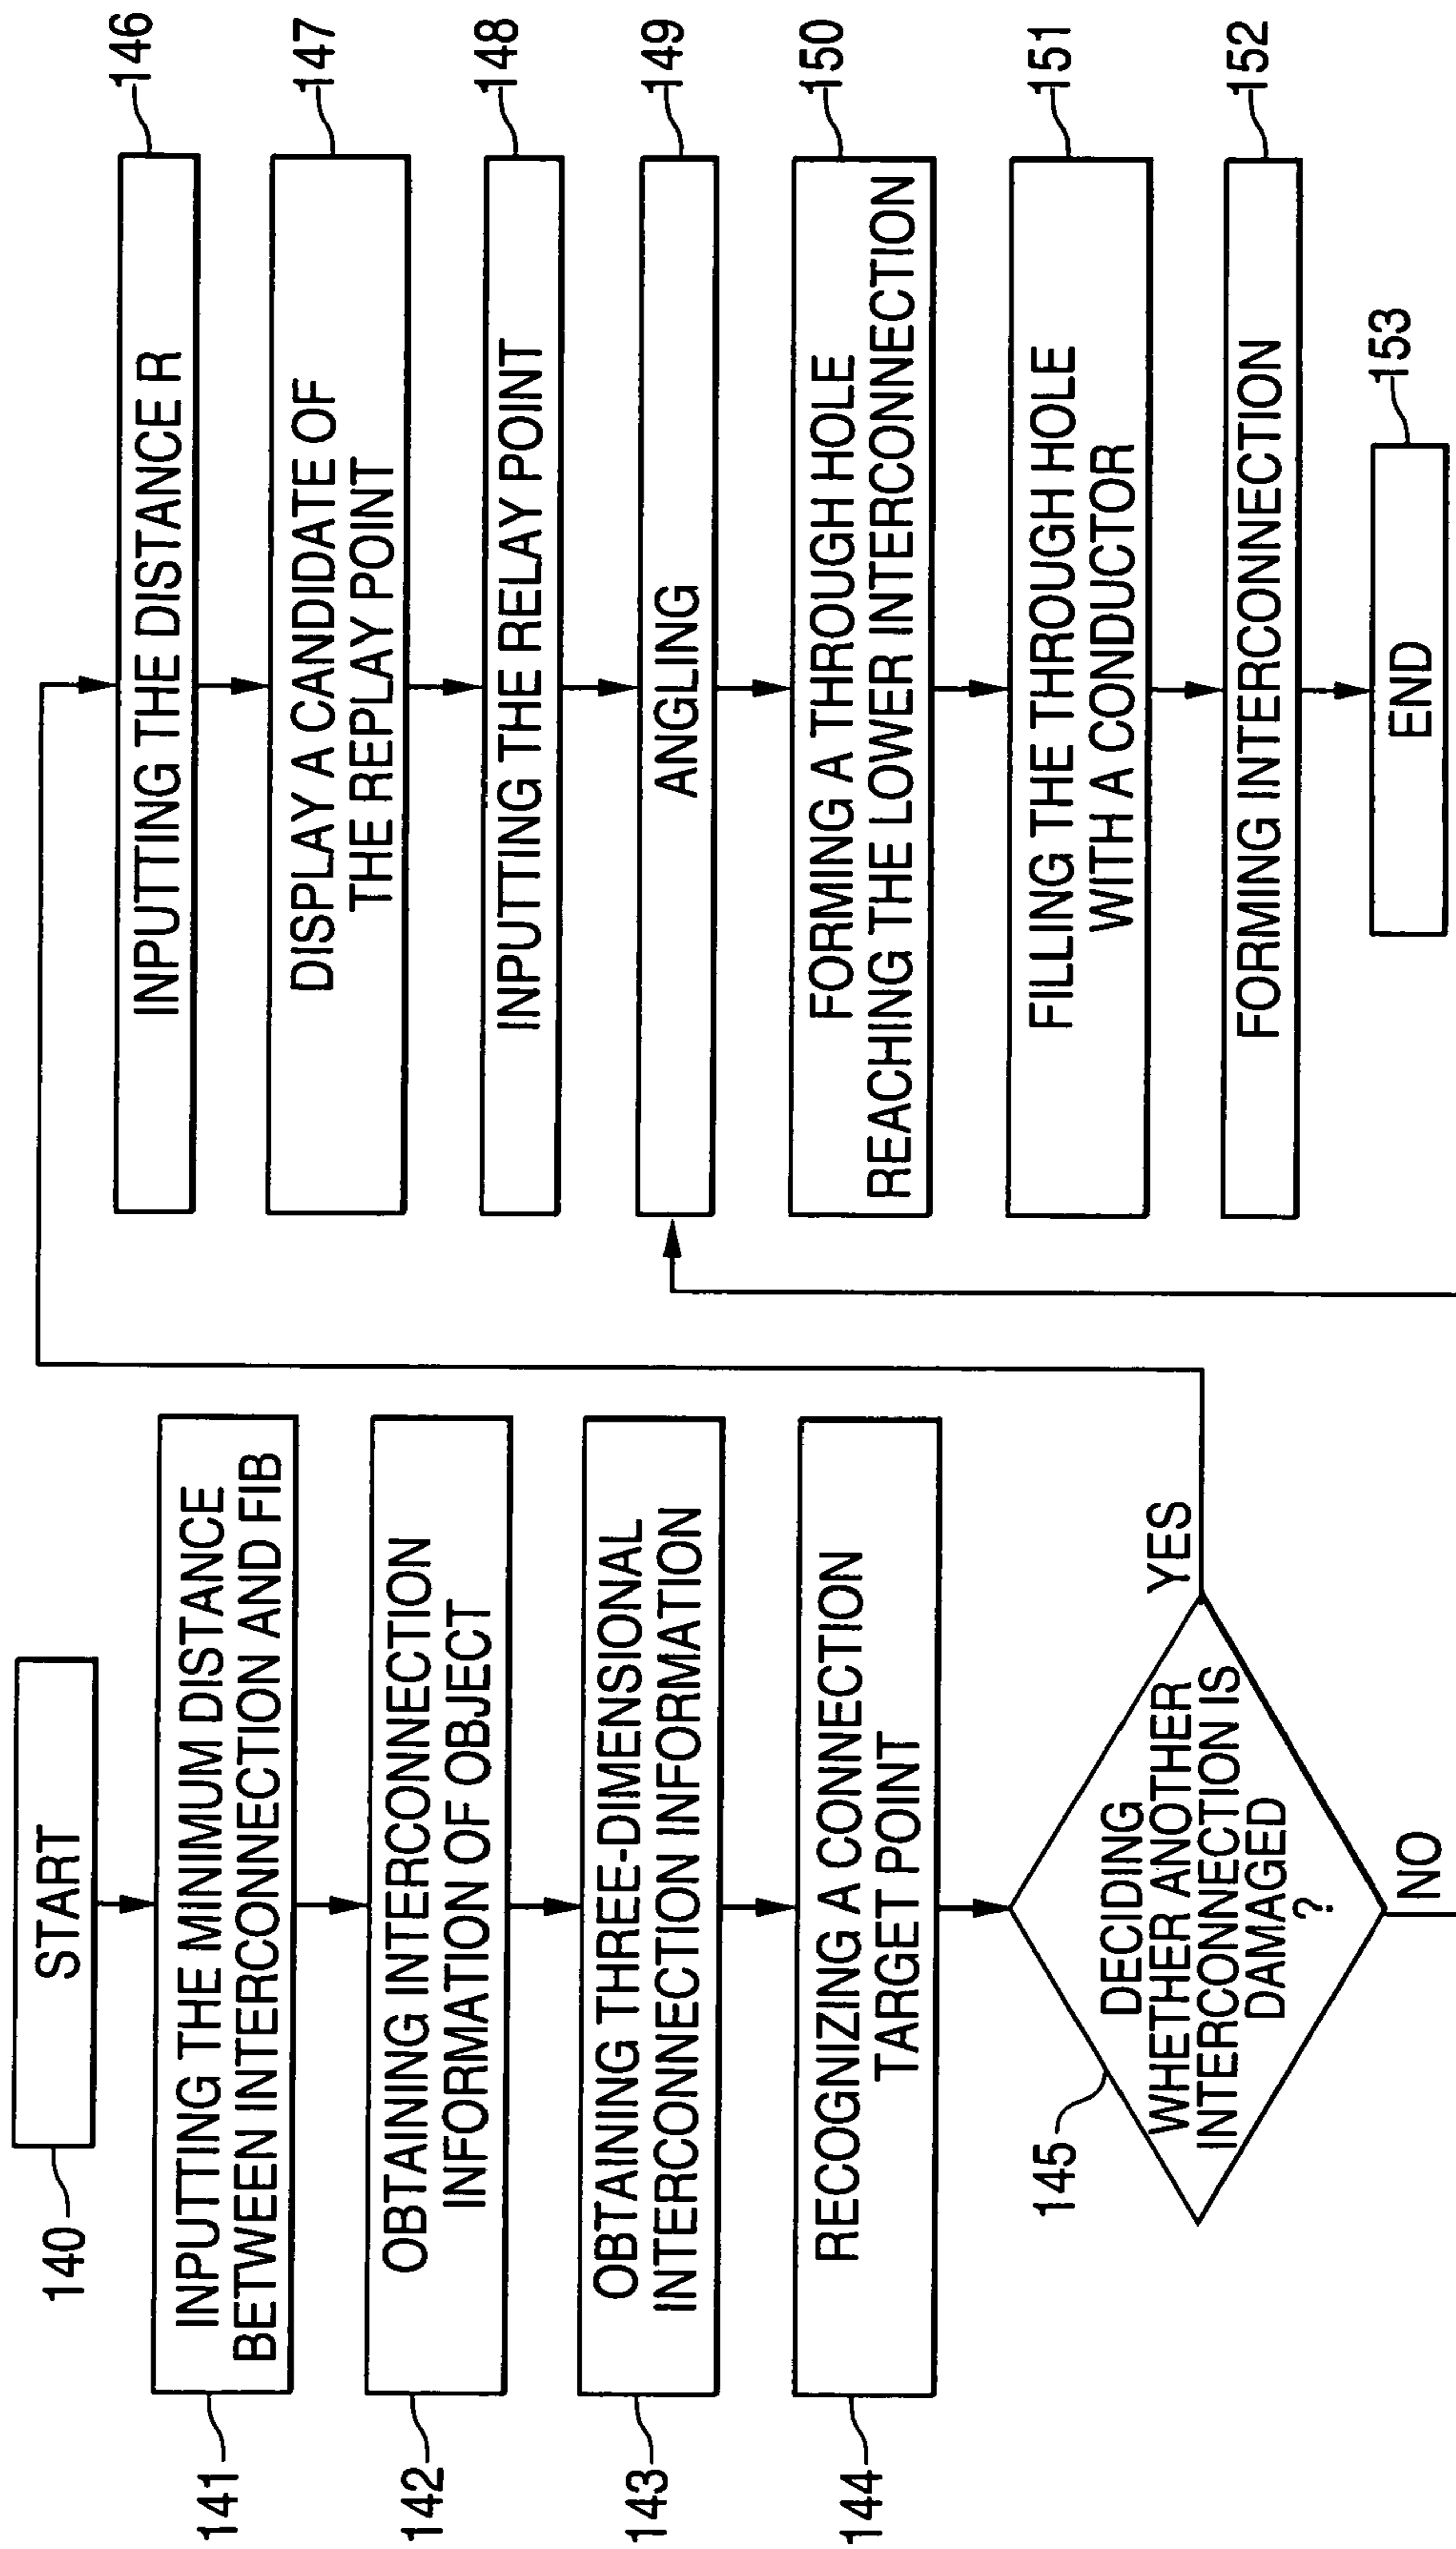 START
140
INPUTTING THE MINIMUM DISTANCE
BETWEEN INTERCONNECTION AND FIB
141
OBTAINING INTERCONNECTION
INFORMATION OF OBJECT
142
OBTAINING THREE-DIMENSIONAL
INTERCONNECTION INFORMATION
143
RECOGNIZING A CONNECTION
TARGET POINT
144
145
DECIDING
WHETHER ANOTHER
INTERCONNECTION IS
DAMAGED
?
YES
NO
INPUTTING THE DISTANCE R
146
DISPLAY A CANDIDATE OF
THE REPLAY POINT
147
INPUTTING THE RELAY POINT
148
ANGLING
149
FORMING A THROUGH HOLE
REACHING THE LOWER INTERCONNECTION
150
FILLING THE THROUGH HOLE
WITH A CONDUCTOR
151
FORMING INTERCONNECTION
152
END
153